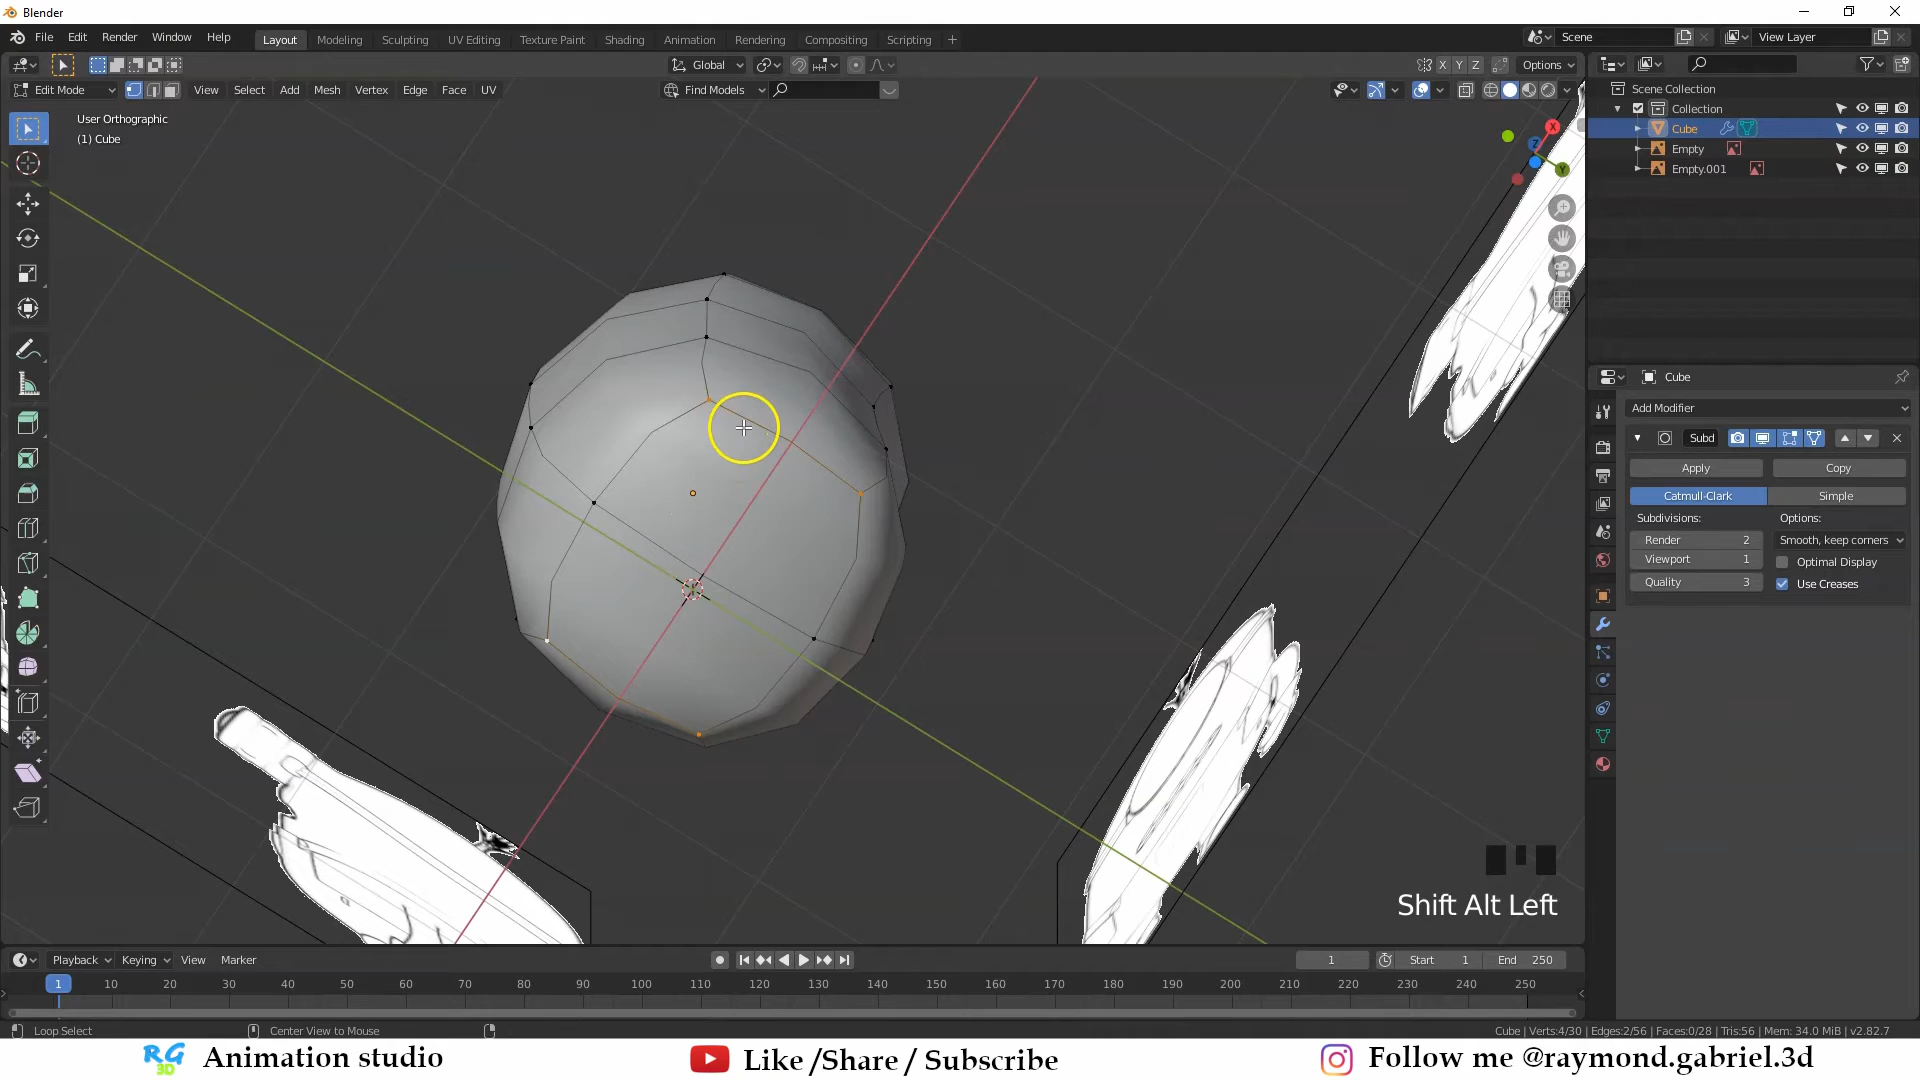 Blender
File Edit Render Window Help
Layout Modeling Sculpting UV Editing Texture Paint Shading Animation Rendering Compositing Scripting +
Scene
View Layer
Global
X Y Z
Options
Edit Mode
View Select Add Mesh Vertex Edge Face UV
Find Models
User Orthographic
(1) Cube
Scene Collection
Collection
Cube
Empty
Empty.001
X
Z
Y
Cube
Add Modifier
Subd
Apply Copy
Catmull-Clark Simple
Subdivisions: Options:
Render 2 Smooth, keep corners
Viewport 1 Optimal Display
Quality 3 Use Creases
Shift Alt Left
Playback Keying View Marker
1 Start 1 End 250
1 10 20 30 40 50 60 70 80 90 100 110 120 130 140 150 160 170 180 190 200 210 220 230 240 250
Loop Select Center View to Mouse
Cube | Verts:4/30 | Edges:2/56 | Faces:0/28 | Tris:56 | Mem: 34.0 MiB | v2.82.7
RG
3D
Animation studio
Like /Share / Subscribe
Follow me @raymond.gabriel.3d